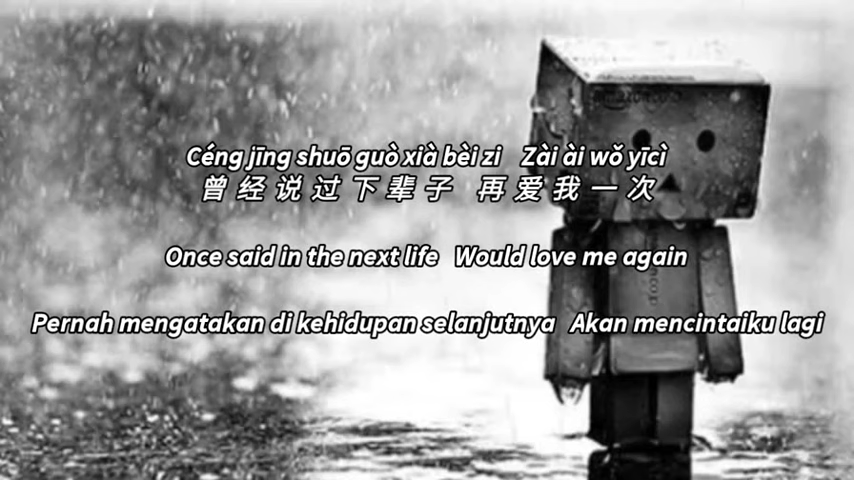 Céng jīng shuō guò xià bèi zi Zài ài wǒ yīcì
曾经说过下辈子 再爱我一次
Once said in the next life Would love me again
Pernah mengatakan di kehidupan selanjutnya Akan mencintaiku lagi